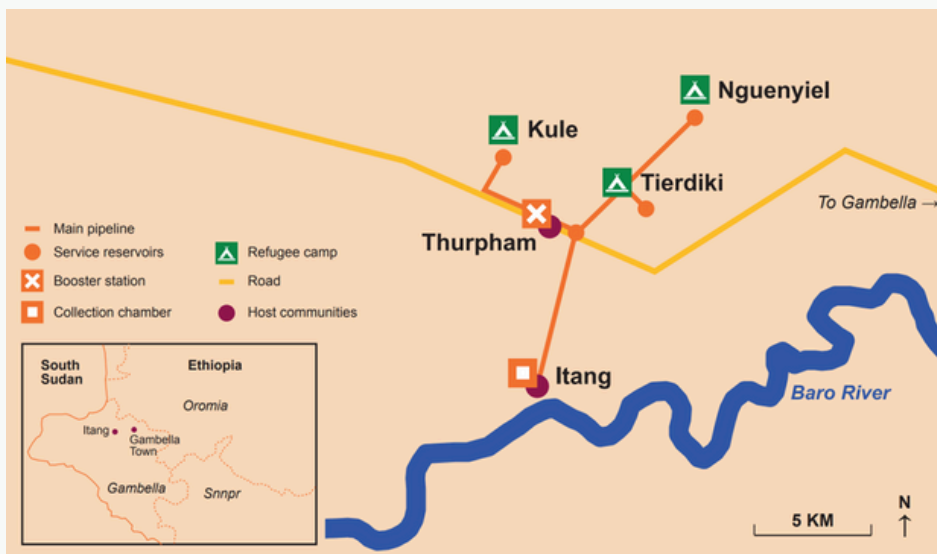 Nguenyiel
Kule
Tierdiki
To Gambella →
Thurpham
Main pipeline
Service reservoirs
Booster station
Collection chamber
Refugee camp
Road
Host communities
Itang
Baro River
South
Sudan
Ethiopia
Oromia
Itang
Gambella
Town
Gambella
Snnpr
5 KM
N